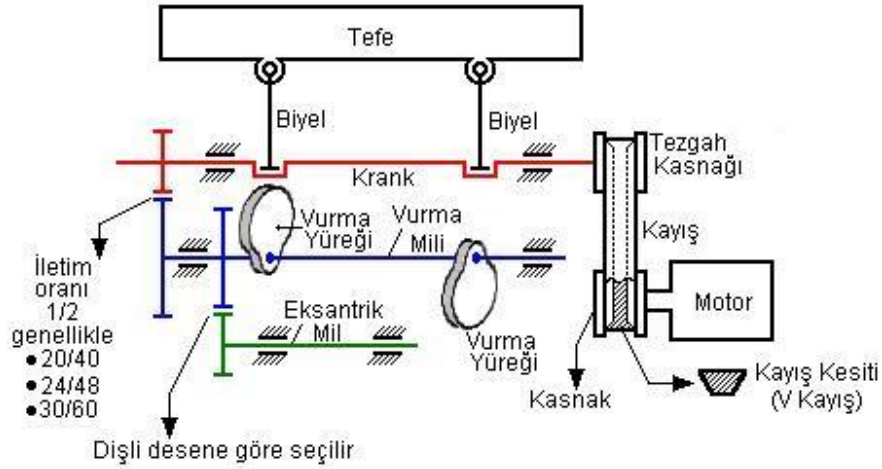 Tefe
Biyel
Biyel
Tezgah
Kasnağı
Krank
Vurma
Yüreği
Vurma
Mili
Kayış
İletim
oranı
1/2
genellikle
●20/40
●24/48
●30/60
Eksantrik
Mil
Vurma
Yüreği
Motor
Kasnak
Kayış Kesiti
(V Kayış)
Dişli desene göre seçilir